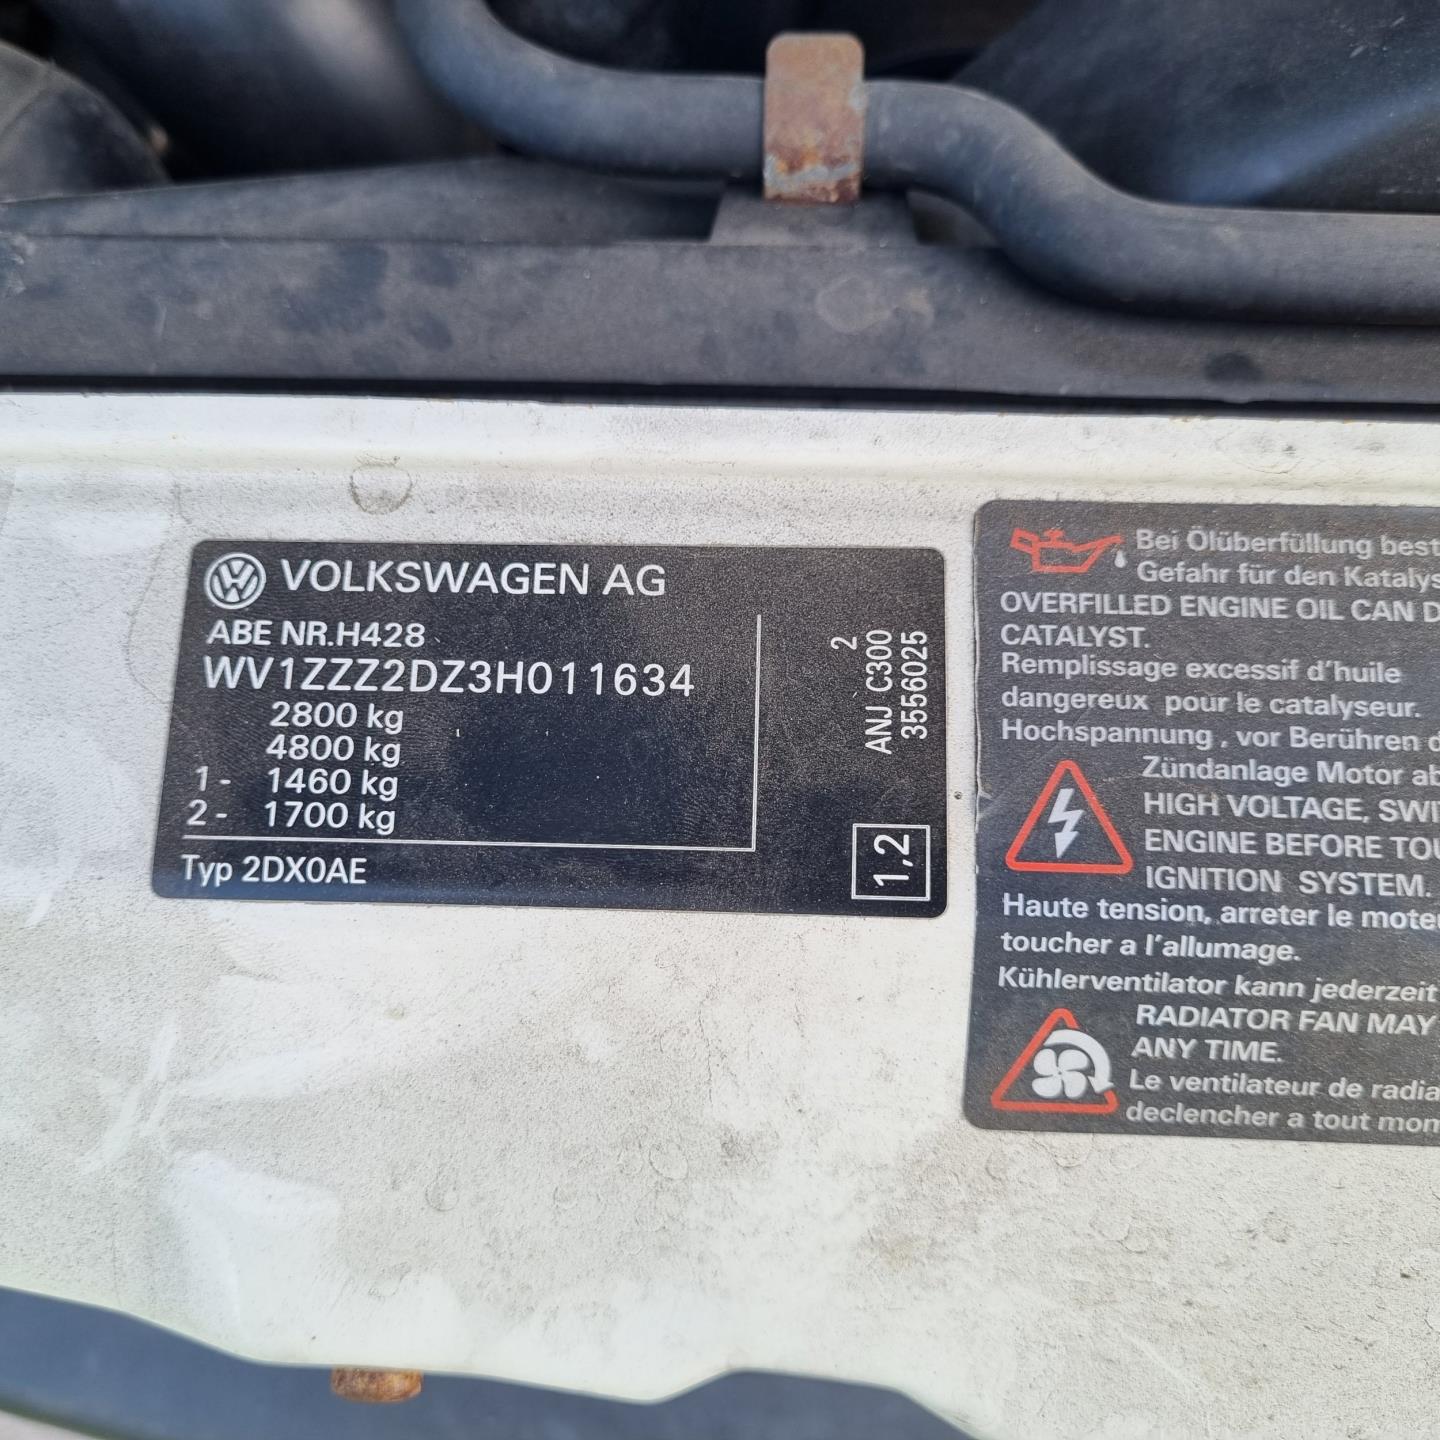 VOLKSWAGEN AG
ABE NR.H428
WV1ZZZ2DZ3H011634
2800 kg
4800 kg
1- 1460 kg
2- 1700 kg
Typ 2DX0AE
2
ANJ C300
3556025
1,2
Bei Ölüberfüllung best
Gefahr für den Katalys
OVERFILLED ENGINE OIL CAN D
CATALYST.
Remplissage excessif d'huile
dangereux pour le catalyseur.
Hochspannung, vor Berühren d
Zündanlage Motor ab
HIGH VOLTAGE, SWI
ENGINE BEFORE TOU
IGNITION SYSTEM.
Haute tension, arreter le moteu
toucher a l'allumage.
Kühlerventilator kann jederzeit
RADIATOR FAN MAY
ANY TIME.
Le ventilateur de radia
declencher a tout mom